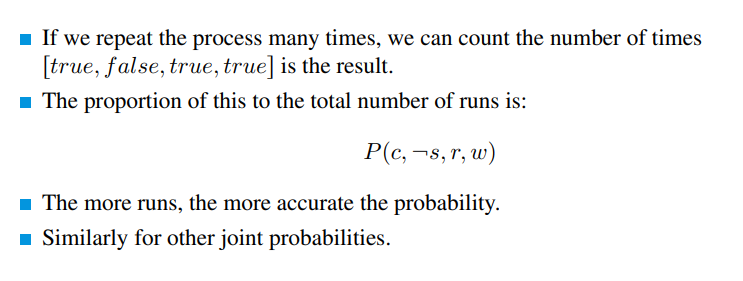 If we repeat the process many times, we can count the number of times
[true, false, true, true] is the result.
The proportion of this to the total number of runs is:
P(c, ¬s, r, w)
The more runs, the more accurate the probability.
Similarly for other joint probabilities.